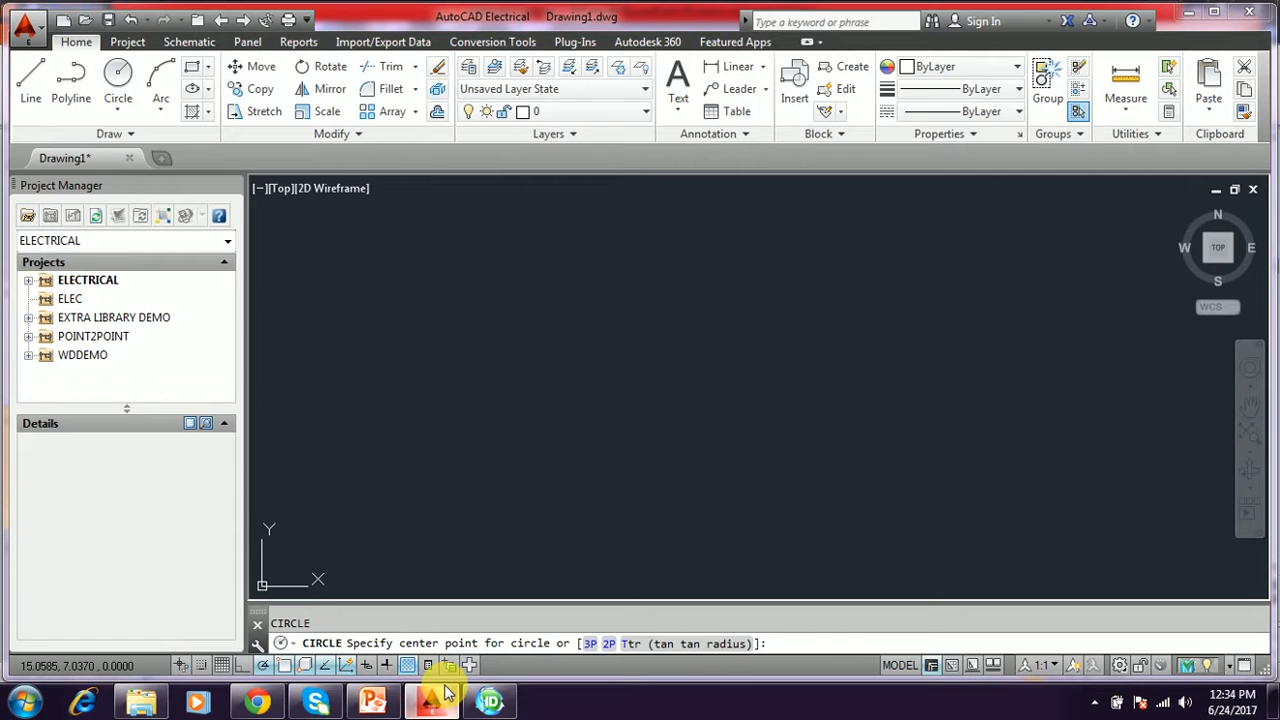 AutoCAD Electrical Drawing1.dwg
Type a keyword or phrase
Sign In
Home Project Schematic Panel Reports Import/Export Data Conversion Tools Plug-Ins Autodesk 360 Featured Apps
Line Polyline Circle Arc
Draw
Move Rotate Trim
Copy Mirror Fillet
Stretch Scale Array
Modify
Unsaved Layer State
0
Layers
Text
Linear
Leader
Table
Annotation
Insert
Create
Edit
Block
ByLayer
ByLayer
ByLayer
Properties
Group
Groups
Measure
Utilities
Paste
Clipboard
Drawing1*
Project Manager
ELECTRICAL
Projects
ELECTRICAL
ELEC
EXTRA LIBRARY DEMO
POINT2POINT
WDDEMO
Details
[−][Top][2D Wireframe]
N
W TOP E
S
WCS
Y
X
CIRCLE
CIRCLE Specify center point for circle or [3P 2P Ttr (tan tan radius)]:
15.0585, 7.0370, 0.0000
MODEL
1:1
12:34 PM
6/24/2017